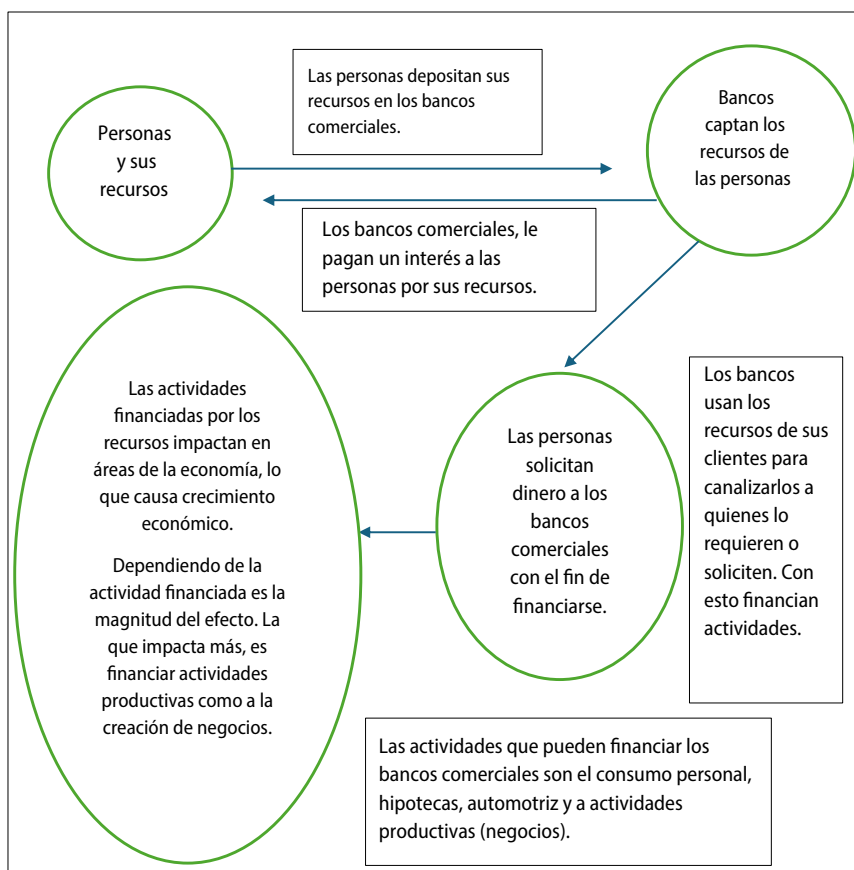 Personas
y sus
recursos
Las personas depositan sus
recursos en los bancos
comerciales.
Bancos
captan los
recursos de
las personas
Los bancos comerciales, le
pagan un interés a las
personas por sus recursos.
Los bancos
usan los
recursos de sus
clientes para
canalizarlos a
quienes lo
requieren o
soliciten. Con
esto financian
actividades.
Las personas
solicitan
dinero a los
bancos
comerciales
con el fin de
financiarse.
Las actividades
financiadas por los
recursos impactan en
áreas de la economía, lo
que causa crecimiento
económico.
Dependiendo de la
actividad financiada es la
magnitud del efecto. La
que impacta más, es
financiar actividades
productivas como a la
creación de negocios.
Las actividades que pueden financiar los
bancos comerciales son el consumo personal,
hipotecas, automotriz y a actividades
productivas (negocios).